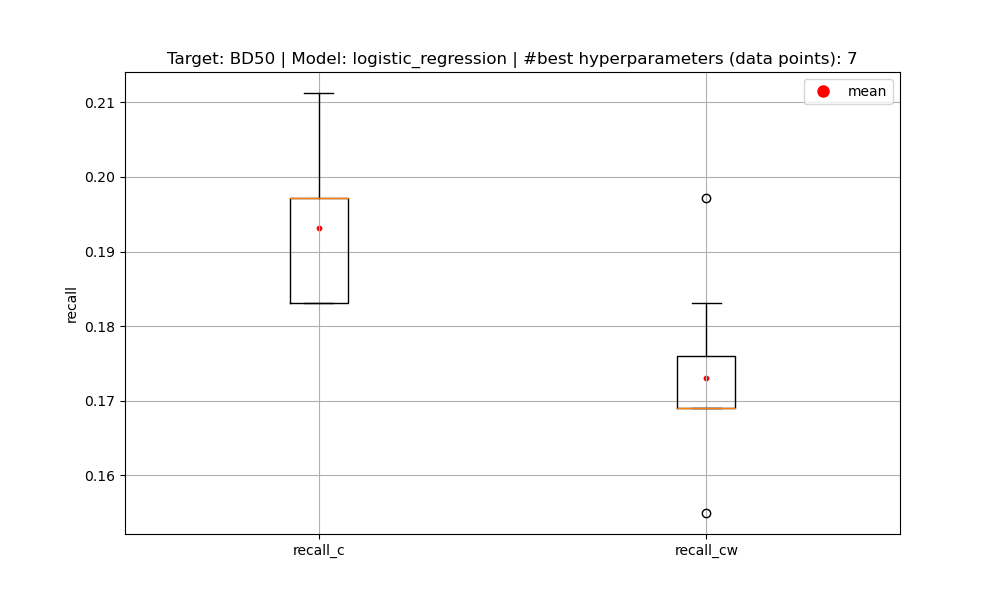 Target: BD50 | Model: logistic_regression | #best hyperparameters (data points): 7
mean
0.21
0.20
0.19
0.18
0.17
0.16
recall
recall_c
recall_cw